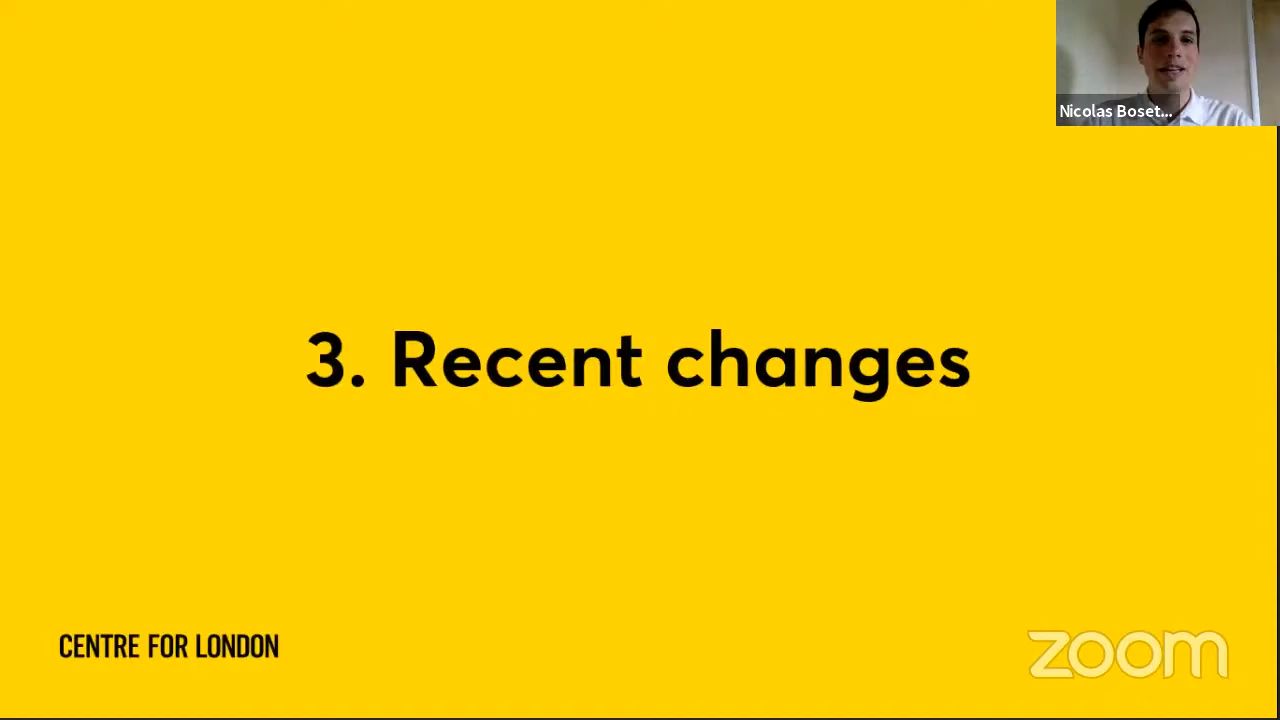 Nicolas Boset...
3. Recent changes
CENTRE FOR LONDON
zoom